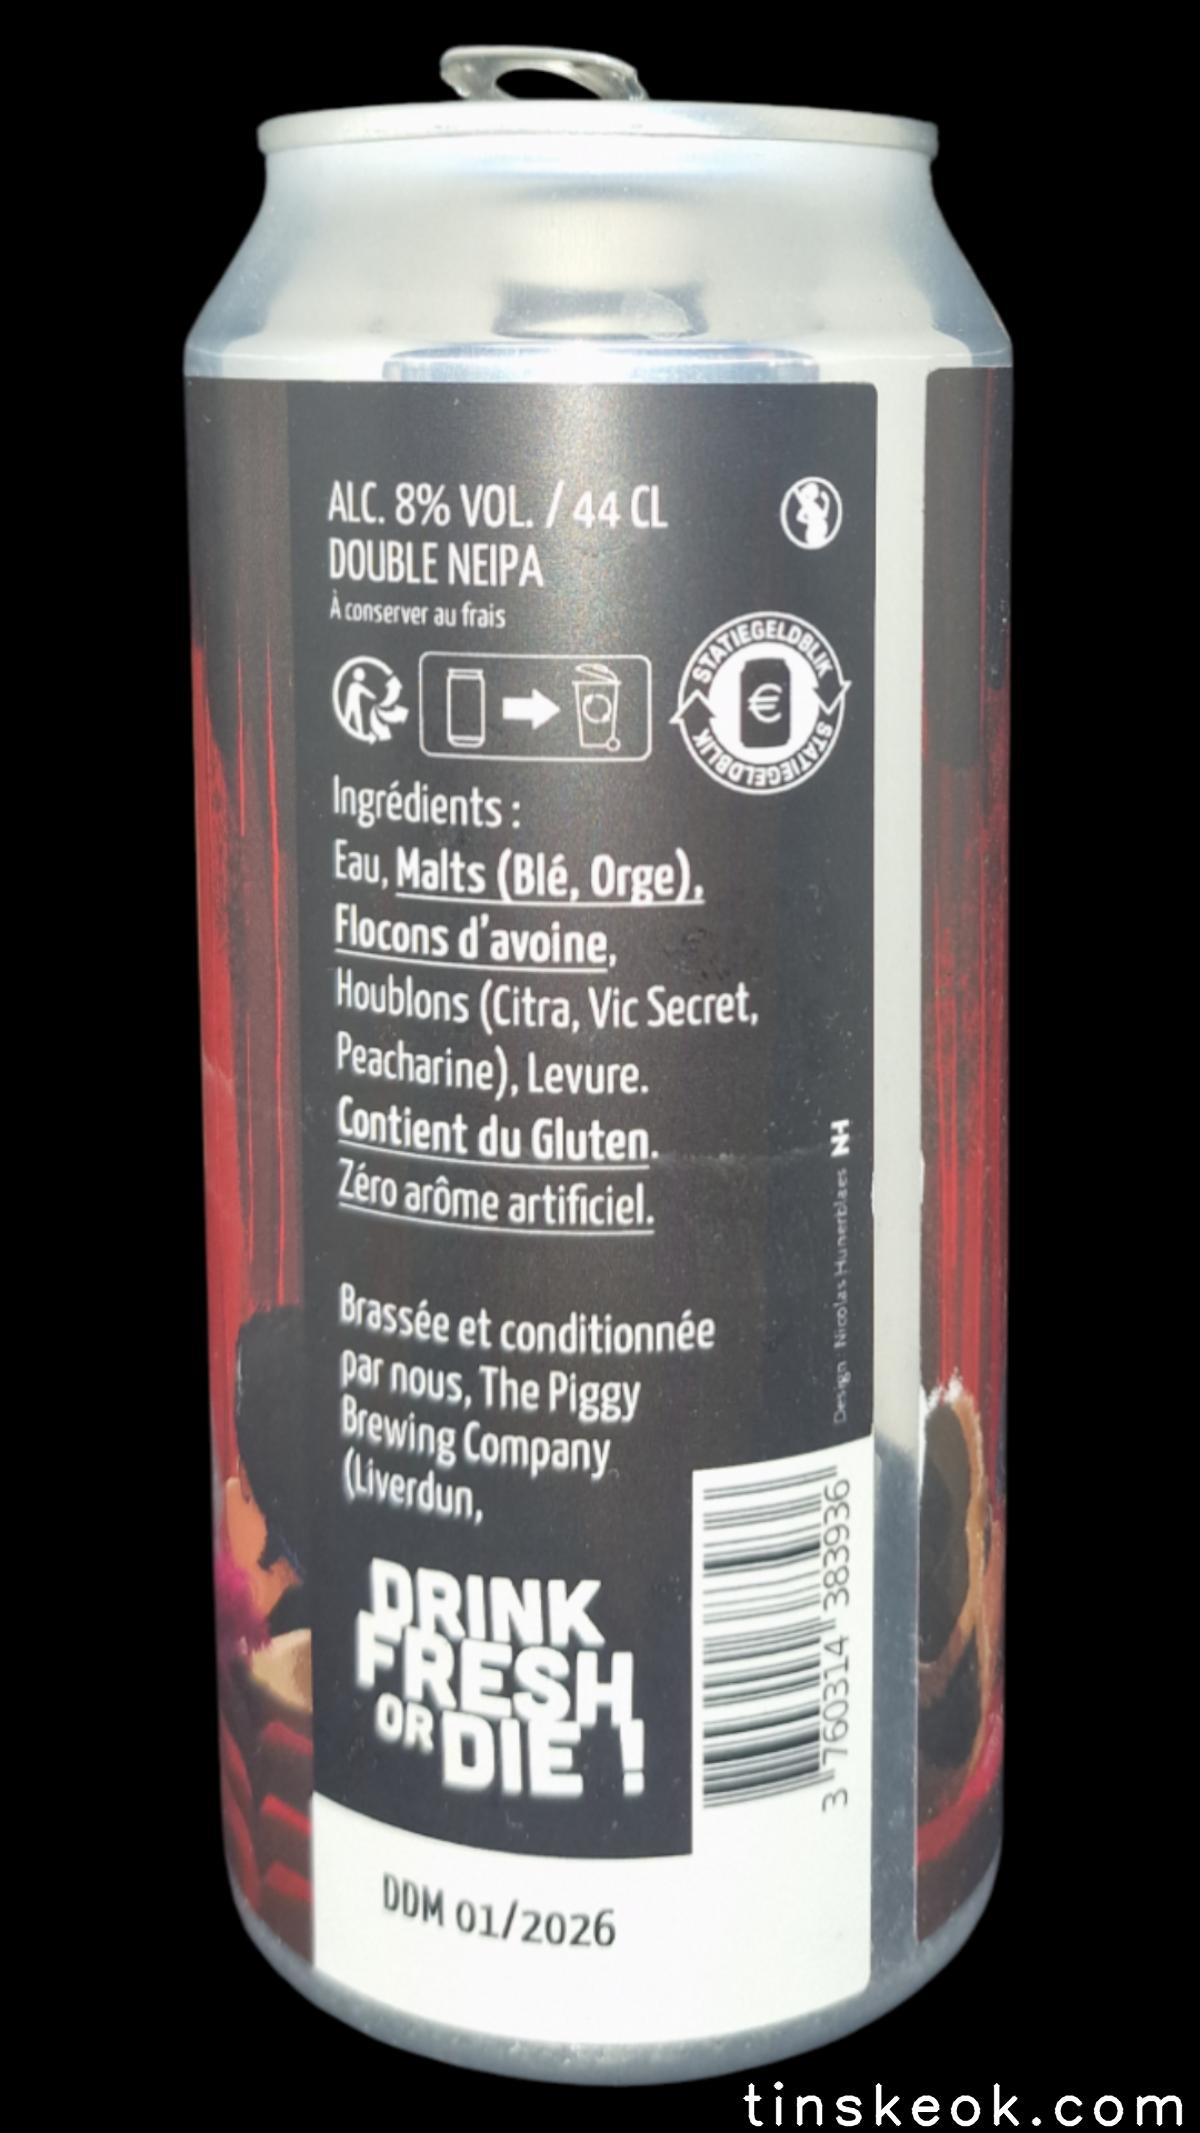 ALC. 8% VOL. / 44 CL
DOUBLE NEIPA
À conserver au frais
STATIEGELDBLIK
€
STATIEGELDBLIK
Ingrédients :
Eau, Malts (Blé, Orge),
Flocons d'avoine,
Houblons (Citra, Vic Secret,
Peacharine), Levure.
Contient du Gluten.
Zéro arôme artificiel.
Design : Nicolas Hunerblaes NH
Brassée et conditionnée
par nous, The Piggy
Brewing Company
(Liverdun,
DRINK
FRESH
OR DIE !
3 760314 383936
DDM 01/2026
tinskeok.com